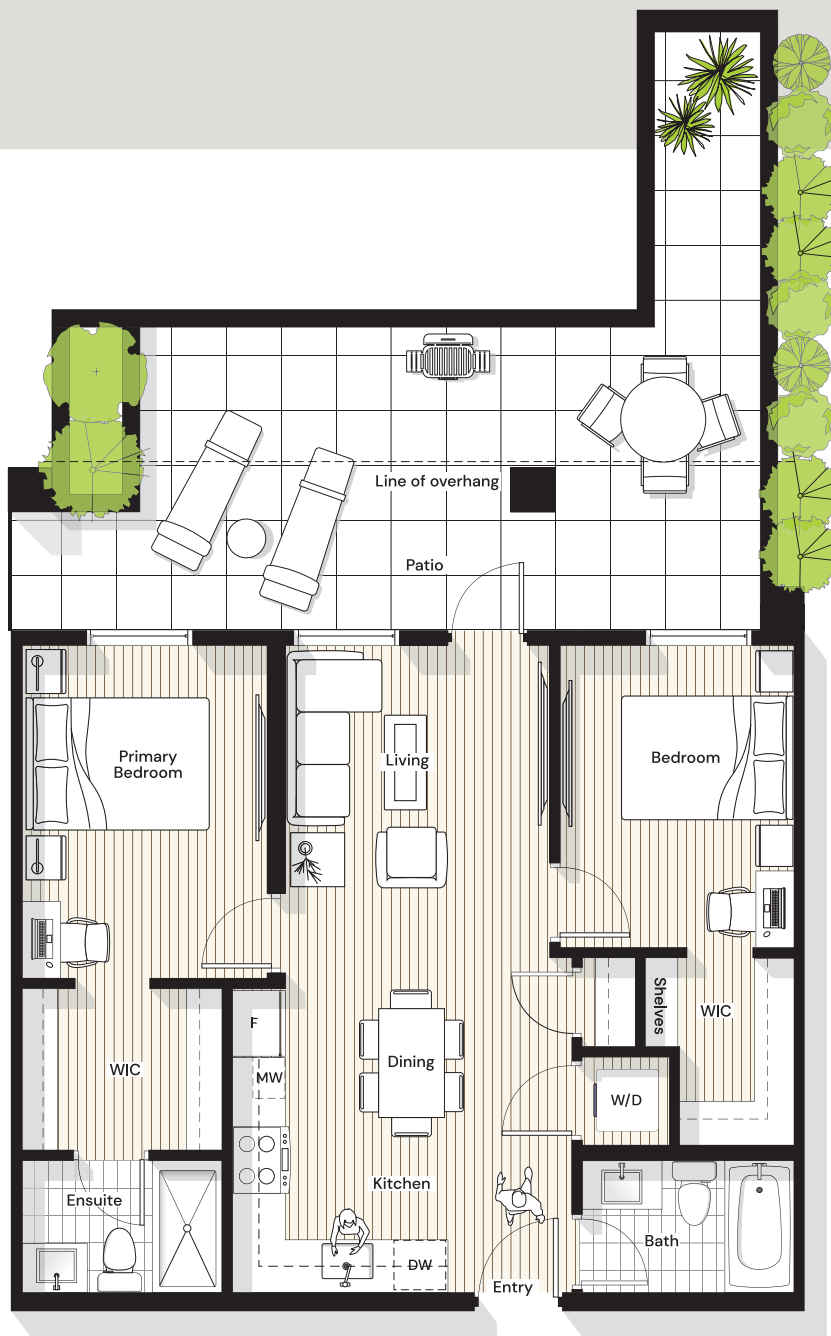 Line of overhang
Patio
Primary
Bedroom
Living
Bedroom
F
MW
WIC
Dining
Shelves
WIC
W/D
Kitchen
Ensuite
Bath
DW
Entry